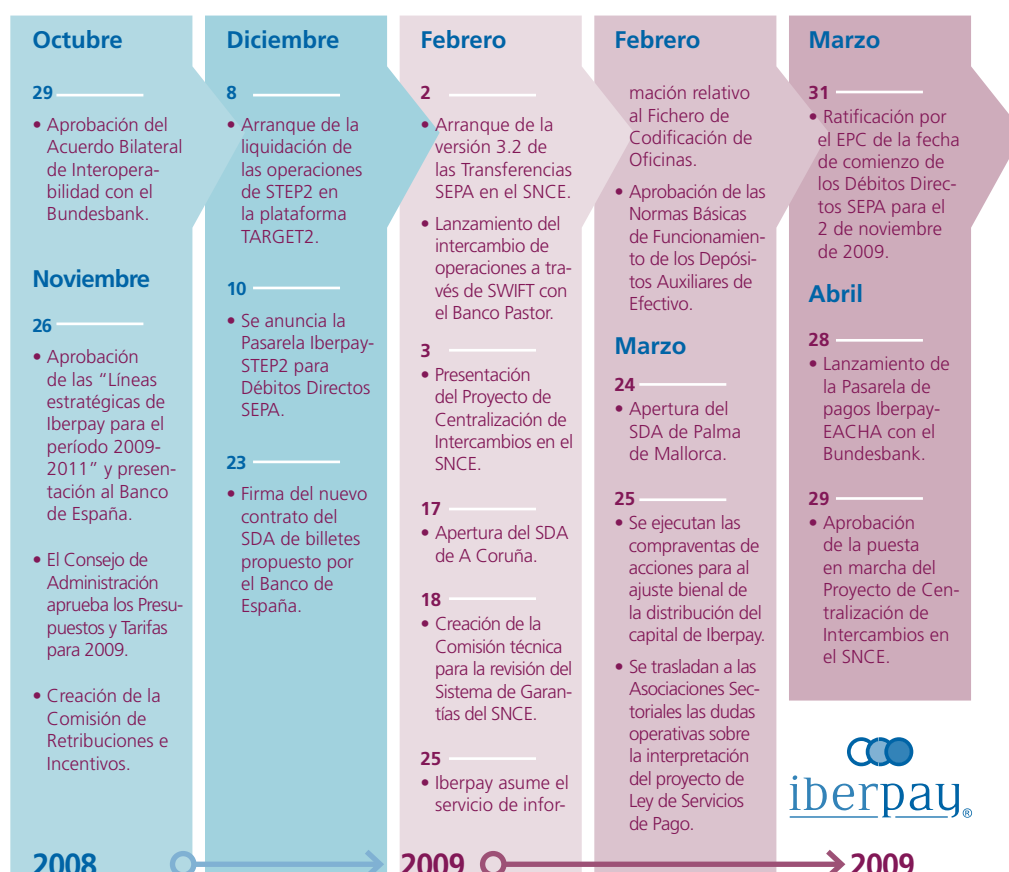 Octubre
29
• Aprobación del
Acuerdo Bilateral
de Interopera-
bilidad con el
Bundesbank.
Noviembre
26
• Aprobación
de las “Líneas
estratégicas de
Iberpay para el
período 2009-
2011” y presen-
tación al Banco
de España.
• El Consejo de
Administración
aprueba los Presu-
puestos y Tarifas
para 2009.
• Creación de la
Comisión de
Retribuciones e
Incentivos.
Diciembre
8
• Arranque de la
liquidación de
las operaciones
de STEP2 en
la plataforma
TARGET2.
10
• Se anuncia la
Pasarela Iberpay-
STEP2 para
Débitos Directos
SEPA.
23
• Firma del nuevo
contrato del
SDA de billetes
propuesto por
el Banco de
España.
Febrero
2
• Arranque de la
versión 3.2 de
las Transferencias
SEPA en el SNCE.
• Lanzamiento del
intercambio de
operaciones a tra-
vés de SWIFT con
el Banco Pastor.
3
• Presentación
del Proyecto de
Centralización de
Intercambios en el
SNCE.
17
• Apertura del SDA
de A Coruña.
18
• Creación de la
Comisión técnica
para la revisión del
Sistema de Garan-
tías del SNCE.
25
• Iberpay asume el
servicio de infor-
Febrero
mación relativo
al Fichero de
Codificación de
Oficinas.
• Aprobación de las
Normas Básicas
de Funcionamien-
to de los Depósi-
tos Auxiliares de
Efectivo.
Marzo
24
• Apertura del
SDA de Palma
de Mallorca.
25
• Se ejecutan las
compraventas de
acciones para al
ajuste bienal de
la distribución del
capital de Iberpay.
• Se trasladan a las
Asociaciones Sec-
toriales las dudas
operativas sobre
la interpretación
del proyecto de
Ley de Servicios
de Pago.
Marzo
31
• Ratificación por
el EPC de la fecha
de comienzo de
los Débitos Direc-
tos SEPA para el
2 de noviembre
de 2009.
Abril
28
• Lanzamiento de
la Pasarela de
pagos Iberpay-
EACHA con el
Bundesbank.
29
• Aprobación
de la puesta
en marcha del
Proyecto de Cen-
tralización de
Intercambios en
el SNCE.
iberpay®
2008
2009
2009